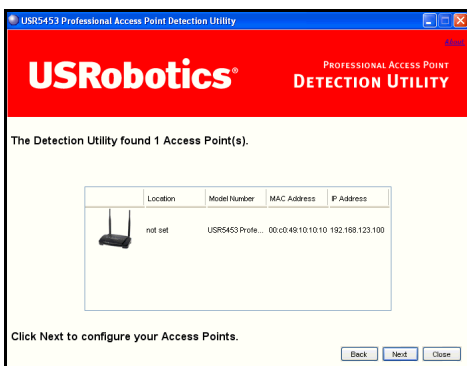 USR5453 Professional Access Point Detection Utility
About
USRobotics®
PROFESSIONAL ACCESS POINT
DETECTION UTILITY
The Detection Utility found 1 Access Point(s).
Location Model Number MAC Address IP Address
not set USR5453 Profe... 00:c0:49:10:10:10 192.168.123.100
Click Next to configure your Access Points.
Back Next Close